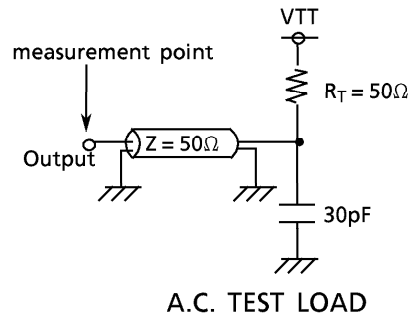 VTT
measurement point
R_T = 50Ω
Z = 50Ω
Output
30pF
A.C. TEST LOAD